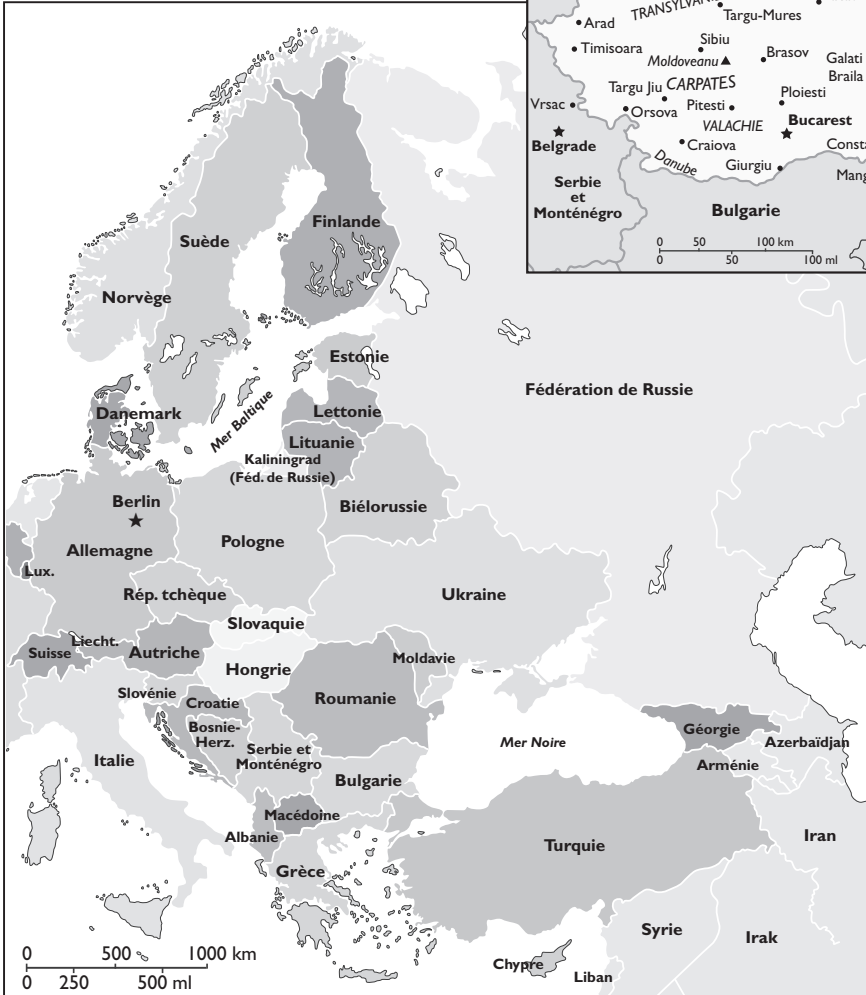 TRANSYLVANIE
Targu-Mures
Arad
Sibiu
Timisoara
Moldoveanu
Brasov
Galati
Braila
Targu Jiu
CARPATES
Ploiesti
Vrsac
Orsova
Pitesti
VALACHIE
Bucarest
Belgrade
Craiova
Danube
Giurgiu
Serbie
et
Monténégro
Bulgarie
0 50 100 km
0 50 100 ml
Finlande
Suède
Norvège
Estonie
Fédération de Russie
Danemark
Mer Baltique
Lettonie
Lituanie
Kaliningrad
(Féd. de Russie)
Berlin
Biélorussie
Allemagne
Pologne
Lux.
Rép. tchèque
Ukraine
Slovaquie
Liecht.
Suisse
Autriche
Hongrie
Moldavie
Slovénie
Croatie
Roumanie
Bosnie-
Herz.
Géorgie
Mer Noire
Azerbaïdjan
Serbie et
Monténégro
Italie
Arménie
Bulgarie
Macédoine
Albanie
Turquie
Iran
Grèce
Syrie
Irak
Chypre
Liban
0 500 1000 km
0 250 500 ml